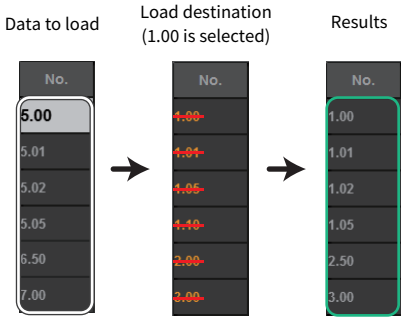 Data to load
Load destination
(1.00 is selected)
Results
No.
5.00
5.01
5.02
5.05
6.50
7.00
No.
1.00
1.01
1.05
1.10
2.00
3.00
No.
1.00
1.01
1.02
1.05
2.50
3.00